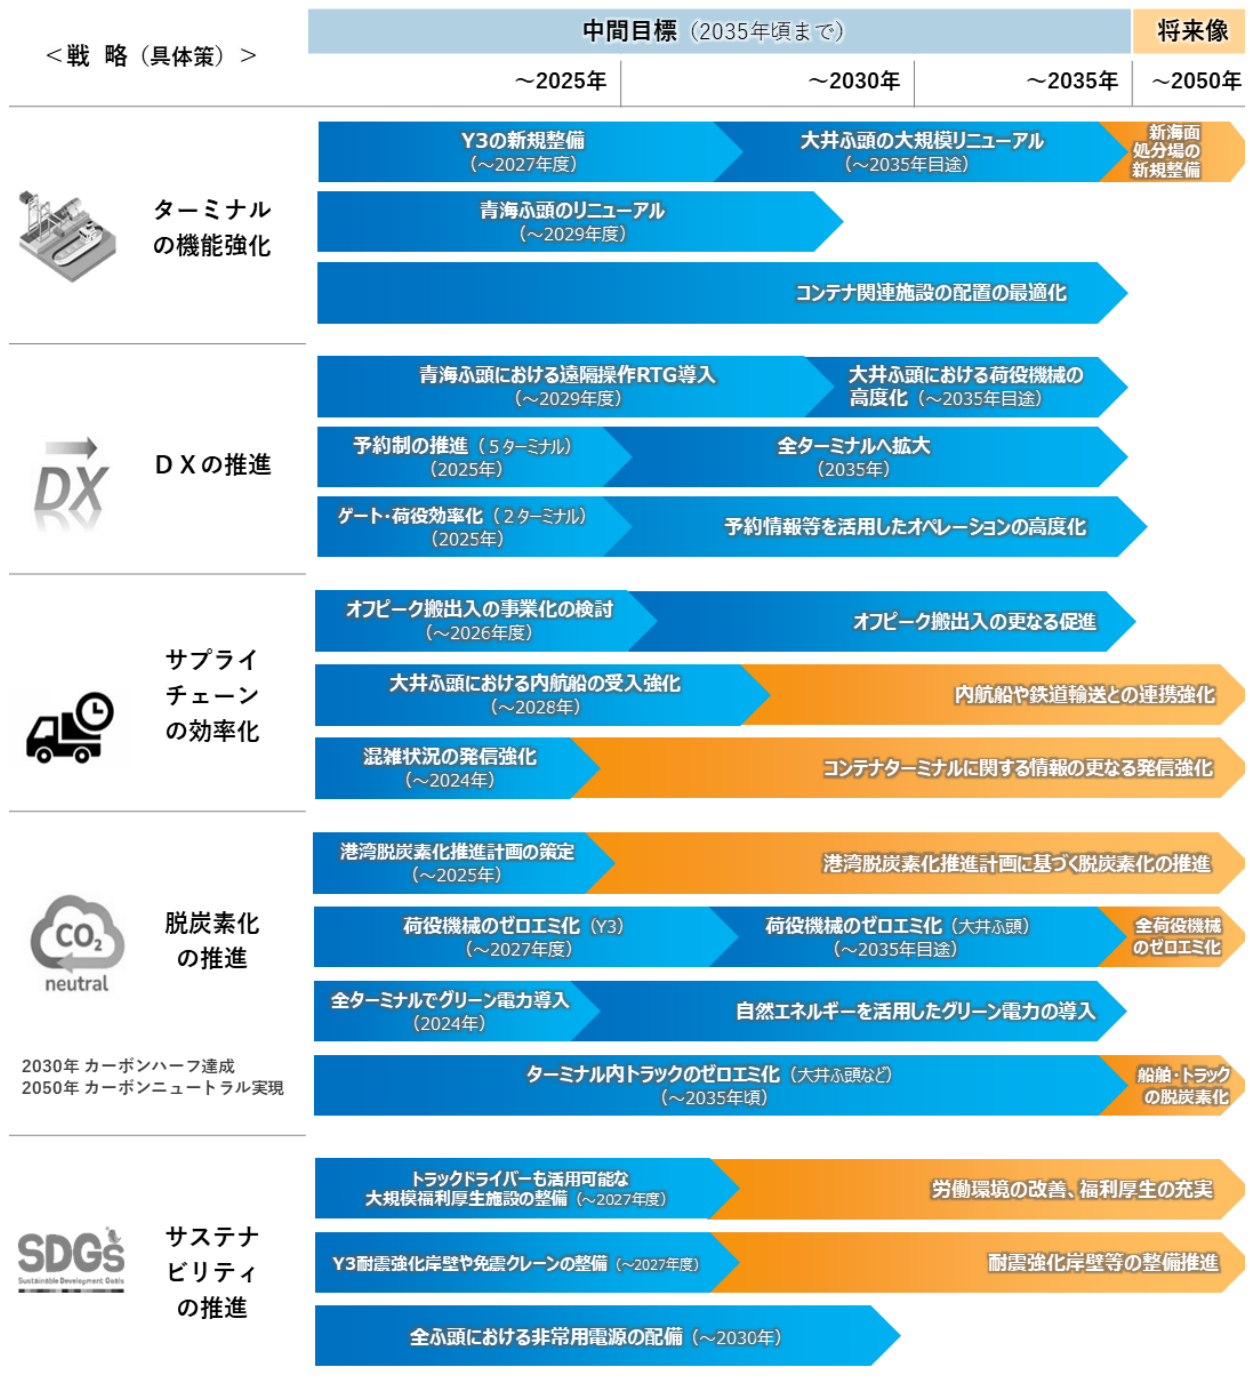 ＜戦 略（具体策）＞
中間目標（2035年頃まで）
将来像
～2025年
～2030年
～2035年
～2050年
ターミナル
の機能強化
Y3の新規整備
（～2027年度）
大井ふ頭の大規模リニューアル
（～2035年目途）
新海面
処分場の
新規整備
青海ふ頭のリニューアル
（～2029年度）
コンテナ関連施設の配置の最適化
DX
ＤＸの推進
青海ふ頭における遠隔操作RTG導入
（～2029年度）
大井ふ頭における荷役機械の
高度化（～2035年目途）
予約制の推進（５ターミナル）
（2025年）
全ターミナルへ拡大
（2035年）
ゲート・荷役効率化（２ターミナル）
（2025年）
予約情報等を活用したオペレーションの高度化
サプライ
チェーン
の効率化
オフピーク搬出入の事業化の検討
（～2026年度）
オフピーク搬出入の更なる促進
大井ふ頭における内航船の受入強化
（～2028年）
内航船や鉄道輸送との連携強化
混雑状況の発信強化
（～2024年）
コンテナターミナルに関する情報の更なる発信強化
CO2
neutral
脱炭素化
の推進
2030年 カーボンハーフ達成
2050年 カーボンニュートラル実現
港湾脱炭素化推進計画の策定
（～2025年）
港湾脱炭素化推進計画に基づく脱炭素化の推進
荷役機械のゼロエミ化（Y3）
（～2027年度）
荷役機械のゼロエミ化（大井ふ頭）
（～2035年目途）
全荷役機械
のゼロエミ化
全ターミナルでグリーン電力導入
（2024年）
自然エネルギーを活用したグリーン電力の導入
ターミナル内トラックのゼロエミ化（大井ふ頭など）
（～2035年頃）
船舶・トラック
の脱炭素化
SDGs
Sustainable Development Goals
サステナ
ビリティ
の推進
トラックドライバーも活用可能な
大規模福利厚生施設の整備（～2027年度）
労働環境の改善、福利厚生の充実
Y3耐震強化岸壁や免震クレーンの整備（～2027年度）
耐震強化岸壁等の整備推進
全ふ頭における非常用電源の配備（～2030年）